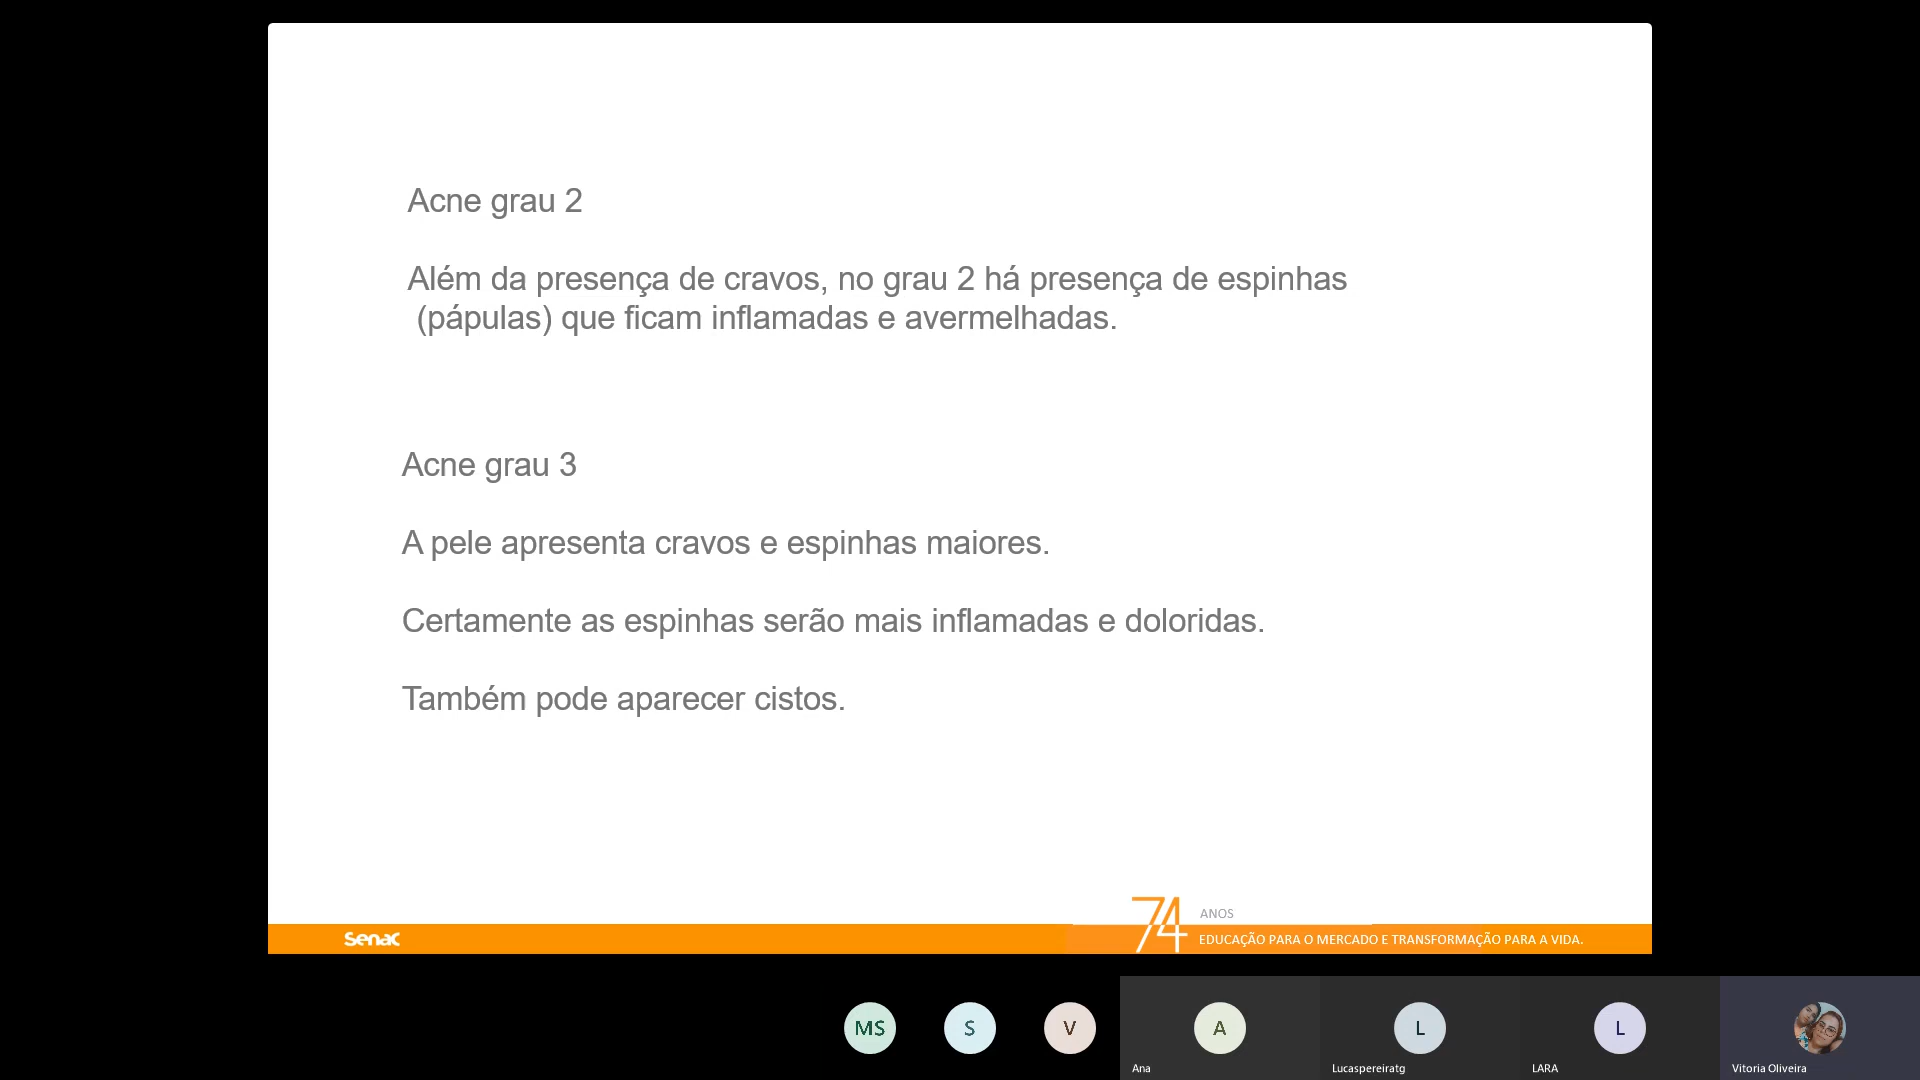 Acne grau 2
Além da presença de cravos, no grau 2 há presença de espinhas
(pápulas) que ficam inflamadas e avermelhadas.
Acne grau 3
A pele apresenta cravos e espinhas maiores.
Certamente as espinhas serão mais inflamadas e doloridas.
Também pode aparecer cistos.
senac
74 ANOS
EDUCAÇÃO PARA O MERCADO E TRANSFORMAÇÃO PARA A VIDA.
MS
S
V
A
L
L
Ana
Lucaspereiratg
LARA
Vitoria Oliveira